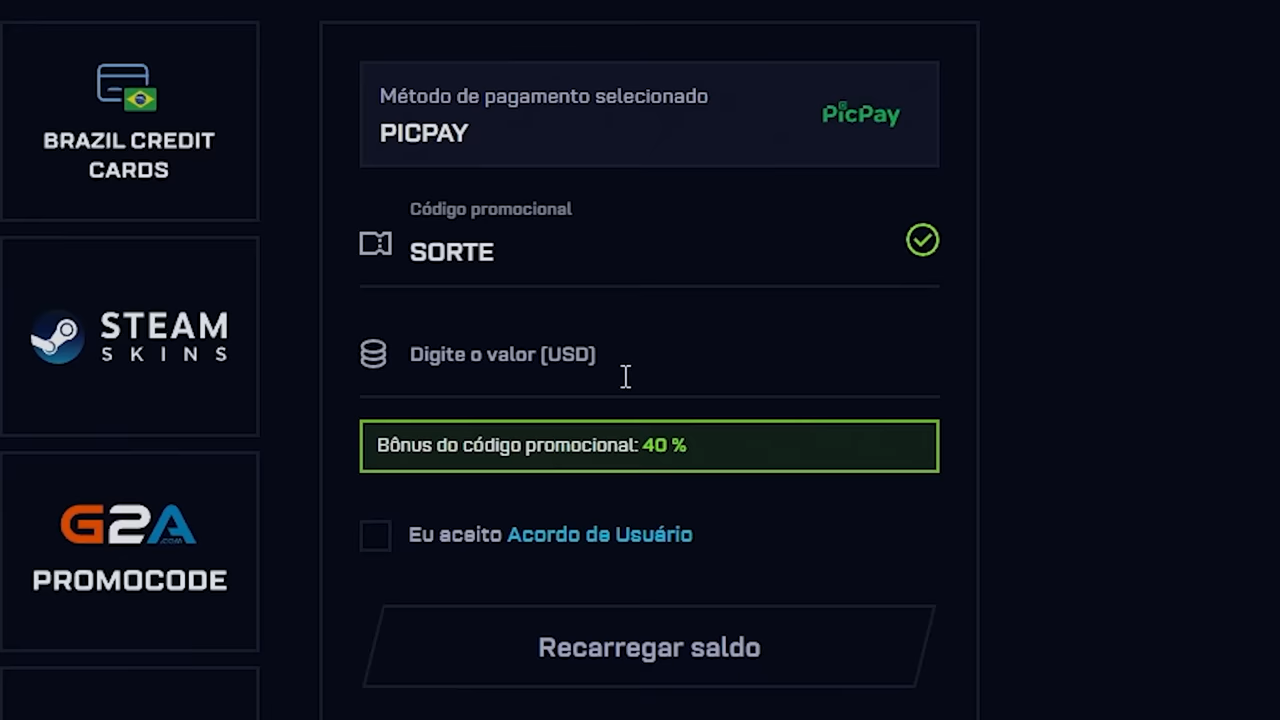 BRAZIL CREDIT
CARDS
STEAM
SKINS
G2A
.COM
PROMOCODE
Método de pagamento selecionado
PICPAY
PicPay
Código promocional
SORTE
Digite o valor (USD)
Bônus do código promocional: 40 %
Eu aceito Acordo de Usuário
Recarregar saldo